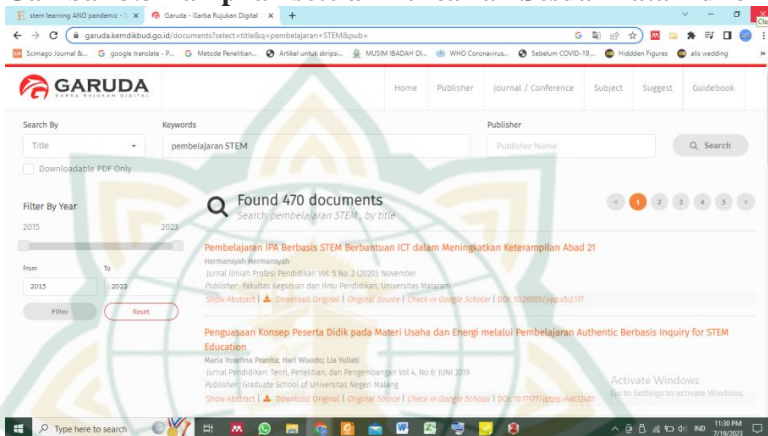 stem learning AND pandemic - S
Garuda - Garba Rujukan Digital
garuda.kemdikbud.go.id/documents?select=title&q=pembelajaran+STEM&pub=
Scimago Journal &...
google translate - P...
Metode Penelitian...
Artikel untuk skripsi...
MUSIM IBADAH DI...
WHO Coronavirus...
Sebelum COVID-19,...
Hiddden Figures
alis wedding
GARUDA
GARBA RUJUKAN DIGITAL
Home
Publisher
Journal / Conference
Subject
Suggest
Guidebook
Search By
Keywords
Publisher
Title
pembelajaran STEM
Publisher Name
Search
Downloadable PDF Only
Filter By Year
2015
2023
From
To
2015
2023
Filter
Reset
Found 470 documents
Search pembelajaran STEM , by title
1
2
3
4
5
Pembelajaran IPA Berbasis STEM Berbantuan ICT dalam Meningkatkan Keterampilan Abad 21
Hermansyah Hermansyah
Jurnal Ilmiah Profesi Pendidikan Vol. 5 No. 2 (2020): November
Publisher: Fakultas Keguruan dan Ilmu Pendidikan, Universitas Mataram
Show Abstract | Download Original | Original Source | Check in Google Scholar | DOI: 10.29303/jipp.v5i2.117
Penguasaan Konsep Peserta Didik pada Materi Usaha dan Energi melalui Pembelajaran Authentic Berbasis Inquiry for STEM
Education
Maria Yosefina Psanita; Hari Wisodo; Lia Yuliati
Jurnal Pendidikan: Teori, Penelitian, dan Pengembangan Vol 4, No 6: JUNI 2019
Publisher: Graduate School of Universitas Negeri Malang
Show Abstract | Download Original | Original Source | Check in Google Scholar
Activate Windows
Go to Settings to activate Windows.
Type here to search
IND
11:30 PM
7/19/2023